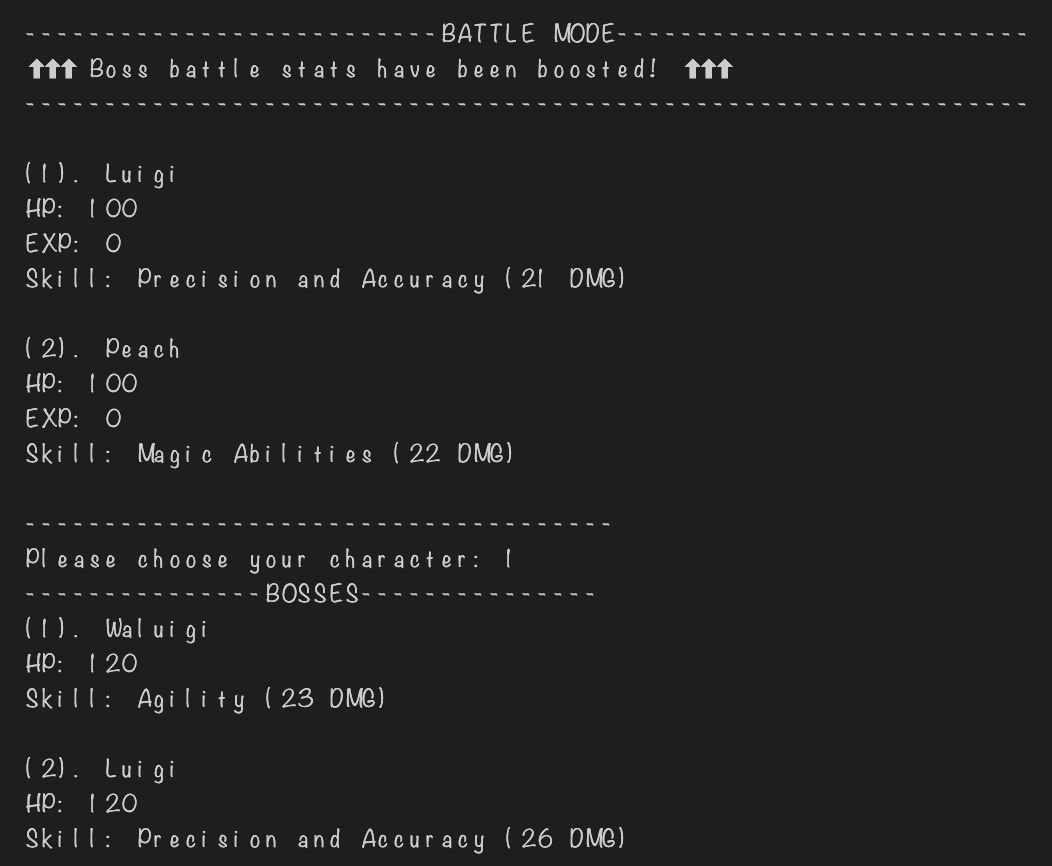 --------------------------BATTLE MODE--------------------------
⬆⬆⬆ Boss battle stats have been boosted! ⬆⬆⬆
---------------------------------------------------------------
(1). Luigi
HP: 100
EXP: 0
Skill: Precision and Accuracy (21 DMG)
(2). Peach
HP: 100
EXP: 0
Skill: Magic Abilities (22 DMG)
-------------------------------------
Please choose your character: 1
---------------BOSSES---------------
(1). Waluigi
HP: 120
Skill: Agility (23 DMG)
(2). Luigi
HP: 120
Skill: Precision and Accuracy (26 DMG)